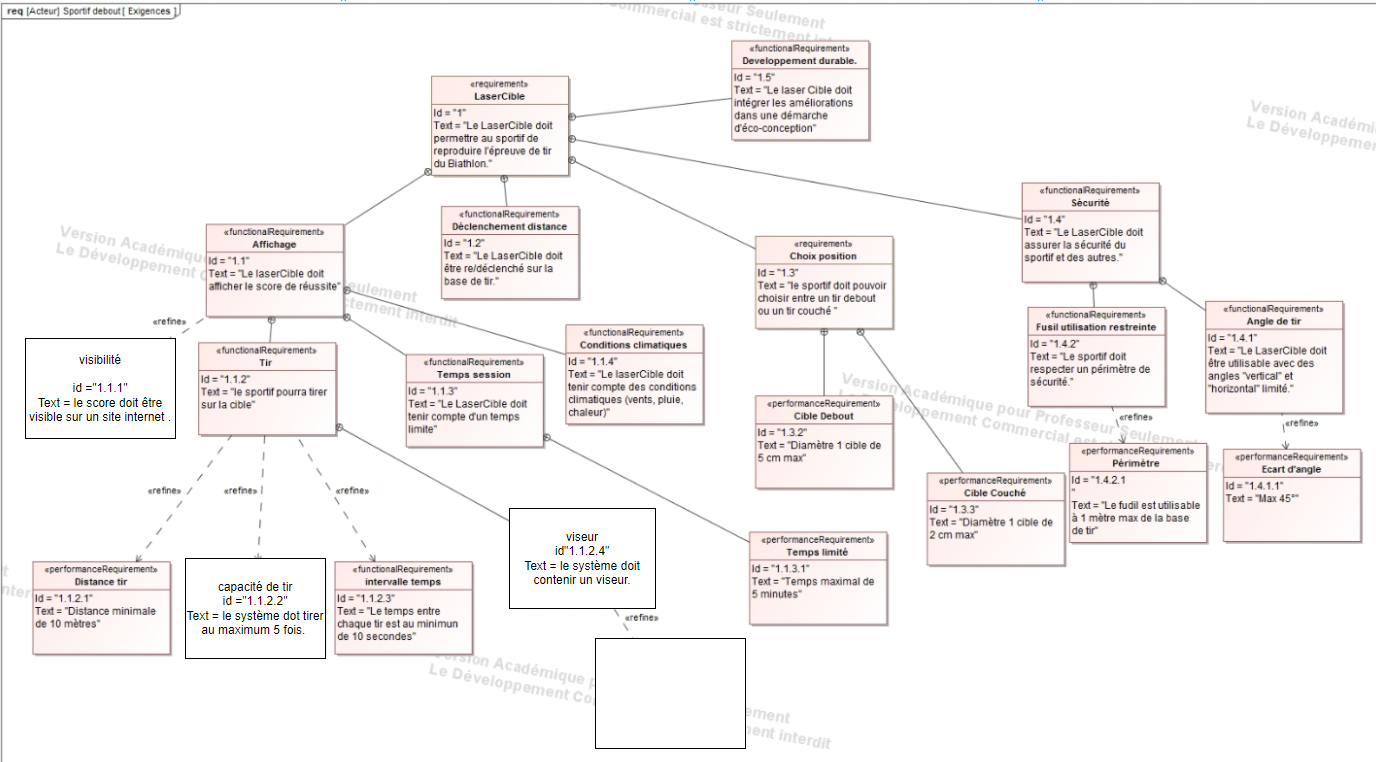 req [Acteur] Sportif debout [ Exigences ]
«functionalRequirement»
Developpement durable.
Id = "1.5"
Text = "Le laser Cible doit
intégrer les améliorations
dans une démarche
d'éco-conception"
«requirement»
LaserCible
Id = "1"
Text = "Le LaserCible doit
permettre au sportif de
reproduire l'épreuve de tir
du Biathlon."
«functionalRequirement»
Sécurité
Id = "1.4"
Text = "Le LaserCible doit
assurer la sécurité du
sportif et des autres."
«functionalRequirement»
Affichage
Id = "1.1"
Text = "Le laserCible doit
afficher le score de réussite"
«functionalRequirement»
Déclenchement distance
Id = "1.2"
Text = "Le LaserCible doit
être re/déclenché sur la
base de tir."
«requirement»
Choix position
Id = "1.3"
Text = "le sportif doit pouvoir
choisir entre un tir debout
ou un tir couché "
«functionalRequirement»
Fusil utilisation restreinte
Id = "1.4.2"
Text = "Le sportif doit
respecter un périmètre de
sécurité."
«functionalRequirement»
Angle de tir
Id = "1.4.1"
Text = "Le LaserCible doit
être utilisable avec des
angles "vertical" et
"horizontal" limité."
«refine»
visibilité
id ="1.1.1"
Text = le score doit être
visible sur un site internet .
«functionalRequirement»
Tir
Id = "1.1.2"
Text = "le sportif pourra tirer
sur la cible"
«functionalRequirement»
Temps session
Id = "1.1.3"
Text = "Le LaserCible doit
tenir compte d'un temps
limite"
«functionalRequirement»
Conditions climatiques
Id = "1.1.4"
Text = "Le laserCible doit
tenir compte des conditions
climatiques (vents, pluie,
chaleur)"
«performanceRequirement»
Cible Debout
Id = "1.3.2"
Text = "Diamètre 1 cible de
5 cm max"
«performanceRequirement»
Cible Couché
Id = "1.3.3"
Text = "Diamètre 1 cible de
2 cm max"
«refine»
«performanceRequirement»
Périmétre
Id = "1.4.2.1
"
Text = "Le fudil est utilisable
à 1 mètre max de la base
de tir"
«refine»
«performanceRequirement»
Ecart d'angle
Id = "1.4.1.1"
Text = "Max 45°"
«refine»
«refine»
«refine»
«performanceRequirement»
Distance tir
Id = "1.1.2.1"
Text = "Distance minimale
de 10 mètres"
capacité de tir
id ="1.1.2.2"
Text = le système dot tirer
au maximum 5 fois.
«functionalRequirement»
intervalle temps
Id = "1.1.2.3"
Text = "Le temps entre
chaque tir est au minimun
de 10 secondes"
viseur
id"1.1.2.4"
Text = le système doit
contenir un viseur.
«refine»
«performanceRequirement»
Temps limité
Id = "1.1.3.1"
Text = "Temps maximal de
5 minutes"
Version Académique pour Professeur Seulement